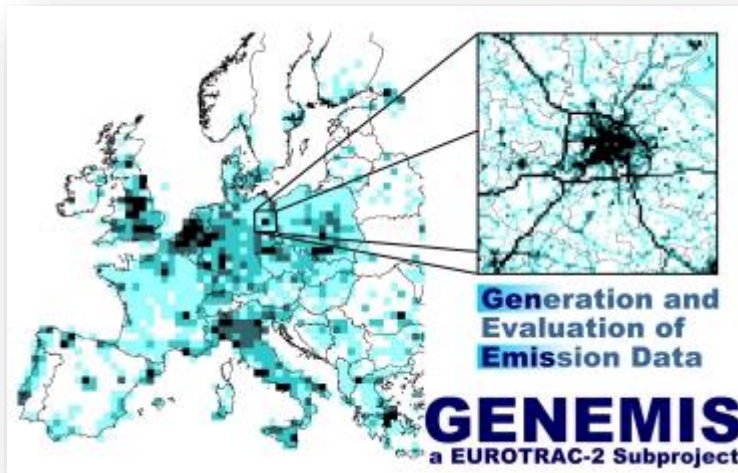 Generation and
Evaluation of
Emission Data
GENEMIS
a EUROTRAC-2 Subproject